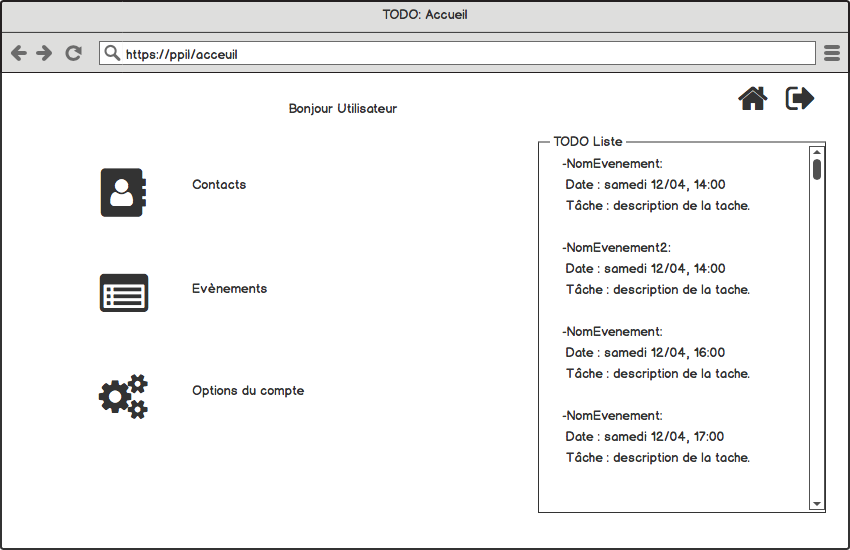 TODO: Accueil
https://ppil/acceuil
Bonjour Utilisateur
Contacts
Evènements
Options du compte
TODO Liste
-NomEvenement:
Date : samedi 12/04, 14:00
Tâche : description de la tache.
-NomEvenement2:
Date : samedi 12/04, 14:00
Tâche : description de la tache.
-NomEvenement:
Date : samedi 12/04, 16:00
Tâche : description de la tache.
-NomEvenement:
Date : samedi 12/04, 17:00
Tâche : description de la tache.